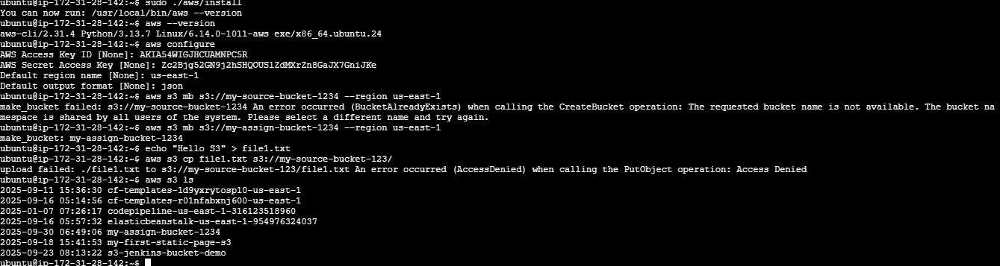 ubuntu@ip-172-31-28-142:~$ sudo ./aws/install
You can now run: /usr/local/bin/aws --version
ubuntu@ip-172-31-28-142:~$ aws --version
aws-cli/2.31.4 Python/3.13.7 Linux/6.14.0-1011-aws exe/x86_64.ubuntu.24
ubuntu@ip-172-31-28-142:~$ aws configure
AWS Access Key ID [None]: AKIA54WIGJHCUAMNPC5R
AWS Secret Access Key [None]:
Default region name [None]: us-east-1
Default output format [None]: json
ubuntu@ip-172-31-28-142:~$ aws s3 mb s3://my-source-bucket-1234 --region us-east-1
make_bucket failed: s3://my-source-bucket-1234 An error occurred (BucketAlreadyExists) when calling the CreateBucket operation: The requested bucket name is not available. The bucket na
mespace is shared by all users of the system. Please select a different name and try again.
ubuntu@ip-172-31-28-142:~$ aws s3 mb s3://my-assign-bucket-1234 --region us-east-1
make_bucket: my-assign-bucket-1234
ubuntu@ip-172-31-28-142:~$ echo "Hello S3" > file1.txt
ubuntu@ip-172-31-28-142:~$ aws s3 cp file1.txt s3://my-source-bucket-123/
upload failed: ./file1.txt to s3://my-source-bucket-123/file1.txt An error occurred (AccessDenied) when calling the PutObject operation: Access Denied
ubuntu@ip-172-31-28-142:~$ aws s3 ls
2025-09-11 15:36:30 cf-templates-1d9yxrytosp10-us-east-1
2025-09-16 05:14:56 cf-templates-r01nfabxnj600-us-east-1
2025-01-07 07:26:17 codepipeline-us-east-1-316123518960
2025-09-16 05:57:32 elasticbeanstalk-us-east-1-954976324037
2025-09-30 06:49:06 my-assign-bucket-1234
2025-09-18 15:41:53 my-first-static-page-s3
2025-09-23 08:13:22 s3-jenkins-bucket-demo
ubuntu@ip-172-31-28-142:~$